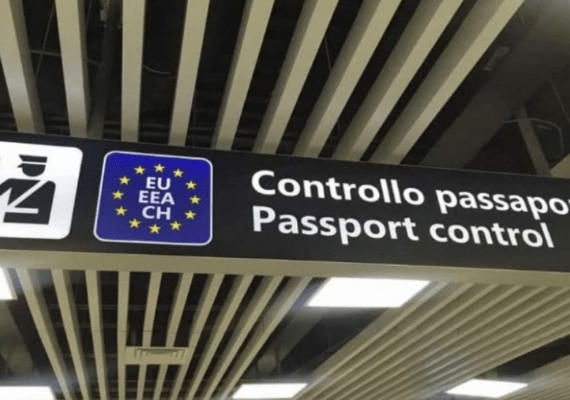 EU
EEA
CH
Controllo passapo
Passport control